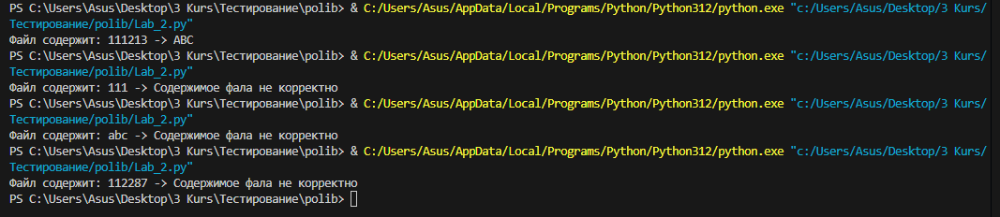 PS C:\Users\Asus\Desktop\3 Kurs\Тестирование\polib> & C:/Users/Asus/AppData/Local/Programs/Python/Python312/python.exe "c:/Users/Asus/Desktop/3 Kurs/
Тестирование/polib/Lab_2.py"
Файл содержит: 111213 -> ABC
PS C:\Users\Asus\Desktop\3 Kurs\Тестирование\polib> & C:/Users/Asus/AppData/Local/Programs/Python/Python312/python.exe "c:/Users/Asus/Desktop/3 Kurs/
Тестирование/polib/Lab_2.py"
Файл содержит: 111 -> Содержимое фала не корректно
PS C:\Users\Asus\Desktop\3 Kurs\Тестирование\polib> & C:/Users/Asus/AppData/Local/Programs/Python/Python312/python.exe "c:/Users/Asus/Desktop/3 Kurs/
Тестирование/polib/Lab_2.py"
Файл содержит: abc -> Содержимое фала не корректно
PS C:\Users\Asus\Desktop\3 Kurs\Тестирование\polib> & C:/Users/Asus/AppData/Local/Programs/Python/Python312/python.exe "c:/Users/Asus/Desktop/3 Kurs/
Тестирование/polib/Lab_2.py"
Файл содержит: 112287 -> Содержимое фала не корректно
PS C:\Users\Asus\Desktop\3 Kurs\Тестирование\polib>